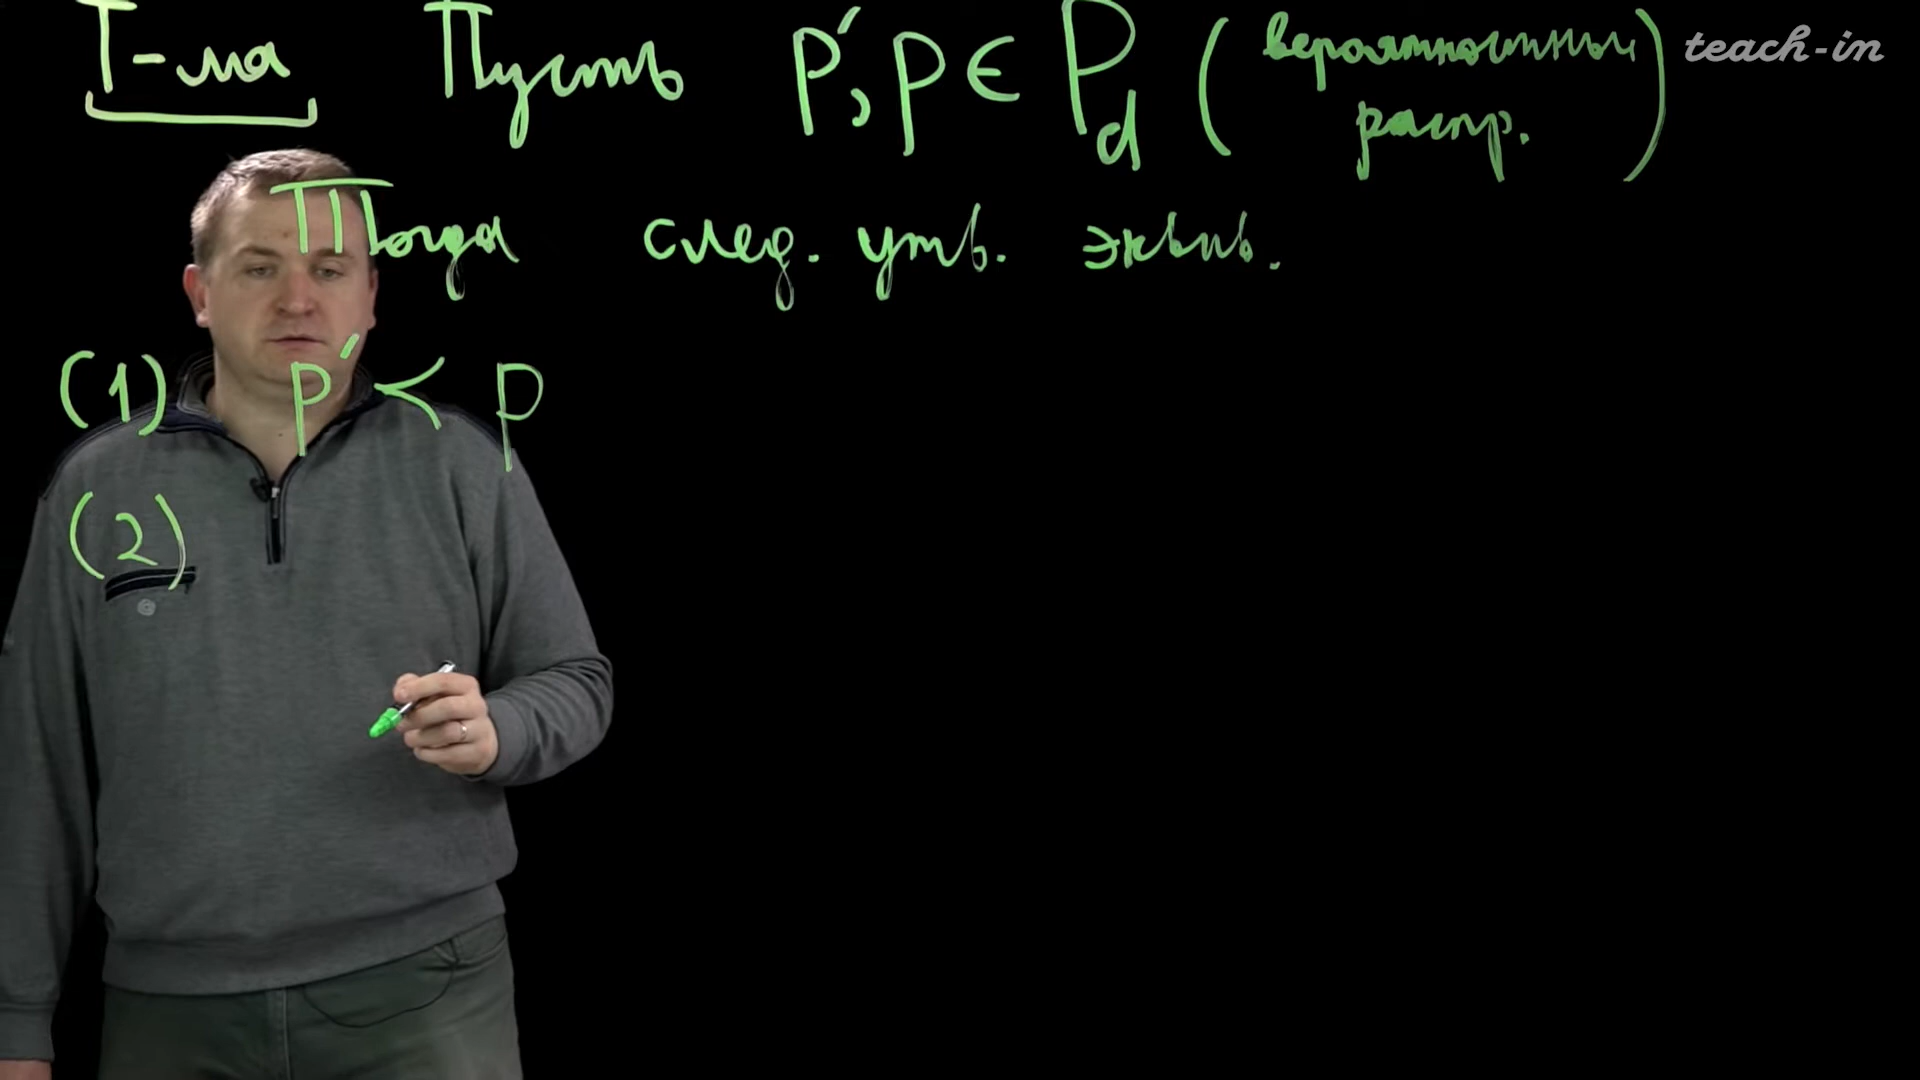 Т-ма Пусть p', p ∈ P_d (вероятностные распр.)
teach-in
Тогда след. утв. эквив.
(1) p' ≺ p
(2)